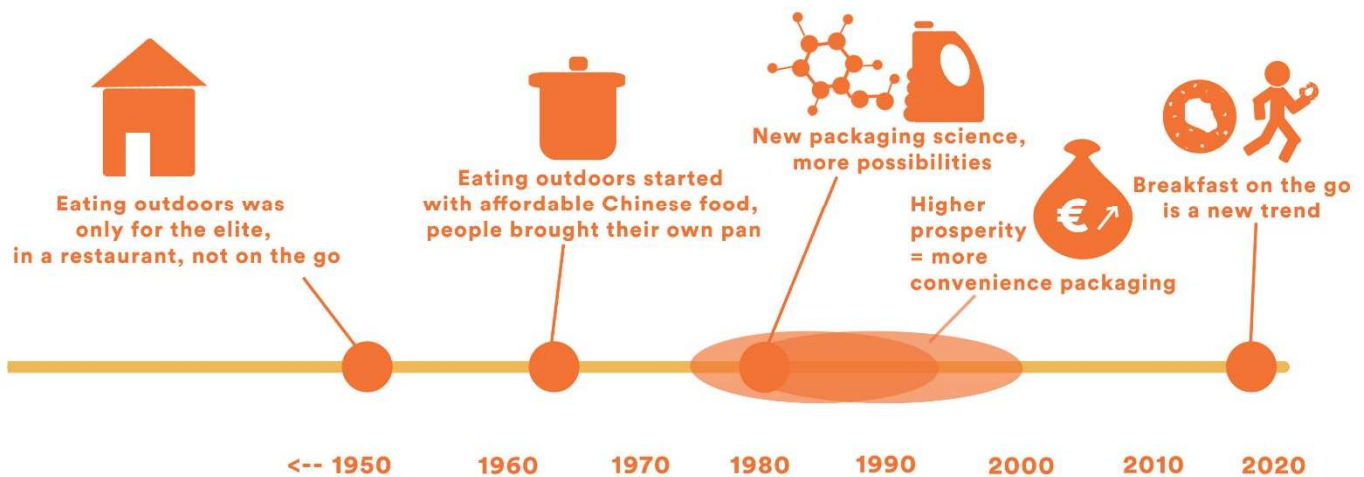 Eating outdoors was
only for the elite,
in a restaurant, not on the go
Eating outdoors started
with affordable Chinese food,
people brought their own pan
New packaging science,
more possibilities
Higher
prosperity
= more
convenience packaging
€
Breakfast on the go
is a new trend
<-- 1950
1960
1970
1980
1990
2000
2010
2020